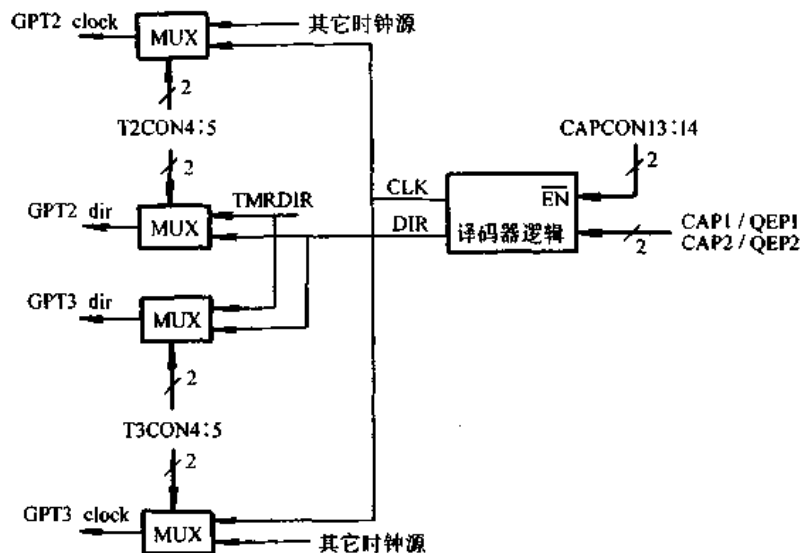 GPT2 clock
MUX
其它时钟源
2
T2CON4:5
2
CAPCON13:14
2
GPT2 dir
MUX
TMRDIR
CLK
DIR
EN
译码器逻辑
2
CAP1/QEP1
CAP2/QEP2
GPT3 dir
MUX
2
T3CON4:5
2
GPT3 clock
MUX
其它时钟源